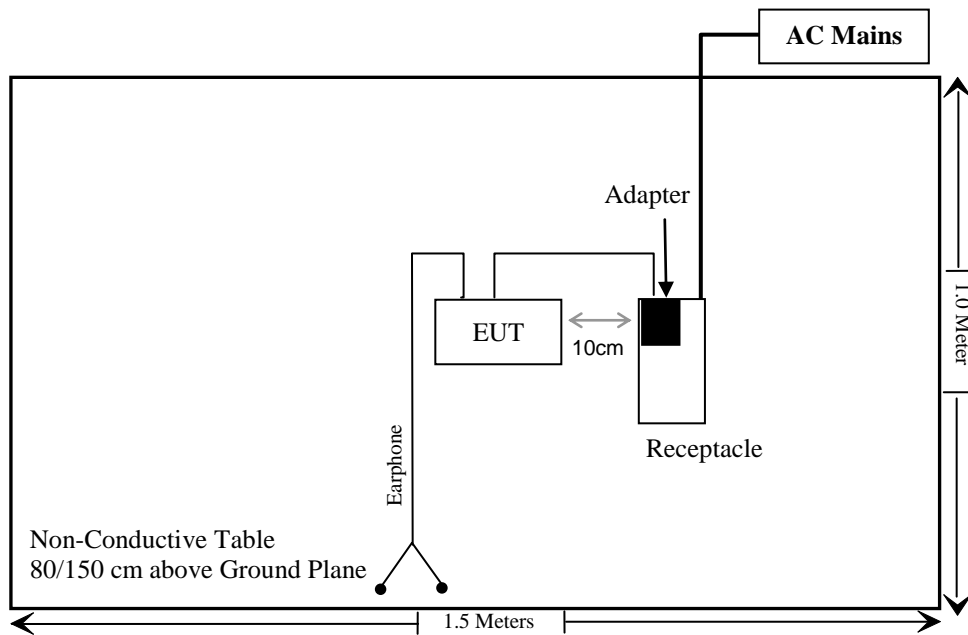 AC Mains
Adapter
EUT
10cm
1.0 Meter
Receptacle
Earphone
Non-Conductive Table
80/150 cm above Ground Plane
1.5 Meters